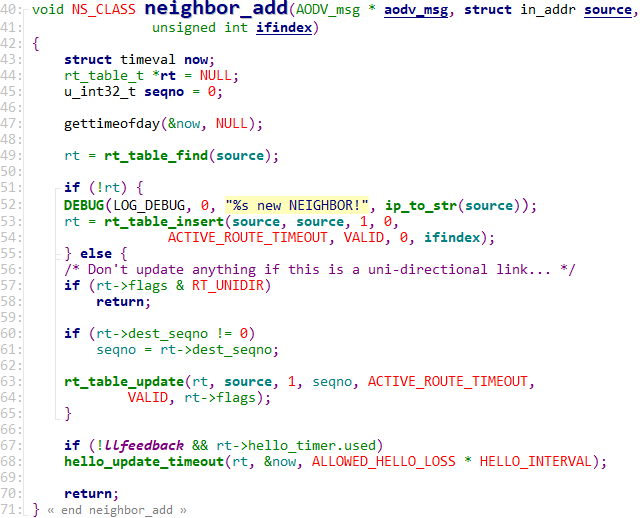 40: void NS_CLASS neighbor_add(AODV_msg * aodv_msg, struct in_addr source,
41: unsigned int ifindex)
42: {
43: struct timeval now;
44: rt_table_t *rt = NULL;
45: u_int32_t seqno = 0;
46:
47: gettimeofday(&now, NULL);
48:
49: rt = rt_table_find(source);
50:
51: if (!rt) {
52: DEBUG(LOG_DEBUG, 0, "%s new NEIGHBOR!", ip_to_str(source));
53: rt = rt_table_insert(source, source, 1, 0,
54: ACTIVE_ROUTE_TIMEOUT, VALID, 0, ifindex);
55: } else {
56: /* Don't update anything if this is a uni-directional link... */
57: if (rt->flags & RT_UNIDIR)
58: return;
59:
60: if (rt->dest_seqno != 0)
61: seqno = rt->dest_seqno;
62:
63: rt_table_update(rt, source, 1, seqno, ACTIVE_ROUTE_TIMEOUT,
64: VALID, rt->flags);
65: }
66:
67: if (!llfeedback && rt->hello_timer.used)
68: hello_update_timeout(rt, &now, ALLOWED_HELLO_LOSS * HELLO_INTERVAL);
69:
70: return;
71: } « end neighbor_add »